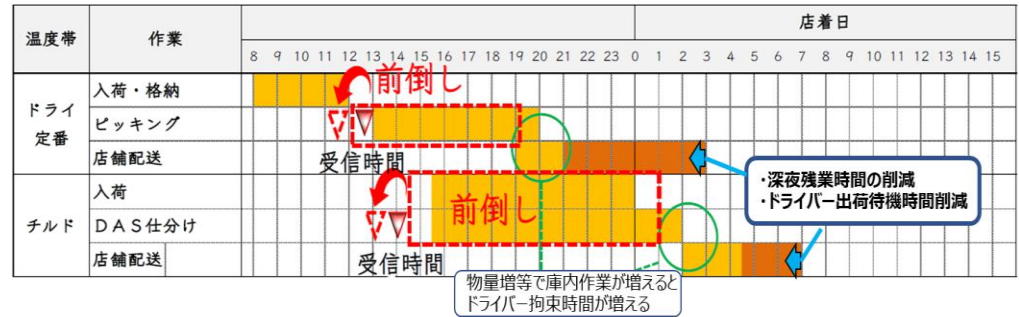 店着日
温度帯 作業
8 9 10 11 12 13 14 15 16 17 18 19 20 21 22 23 0 1 2 3 4 5 6 7 8 9 10 11 12 13 14 15
前倒し
ドライ
定番
入荷・格納
ピッキング
店舗配送
受信時間
・深夜残業時間の削減
・ドライバー出荷待機時間削減
チルド
入荷
DAS仕分け
店舗配送
前倒し
受信時間
物量増等で庫内作業が増えると
ドライバー拘束時間が増える